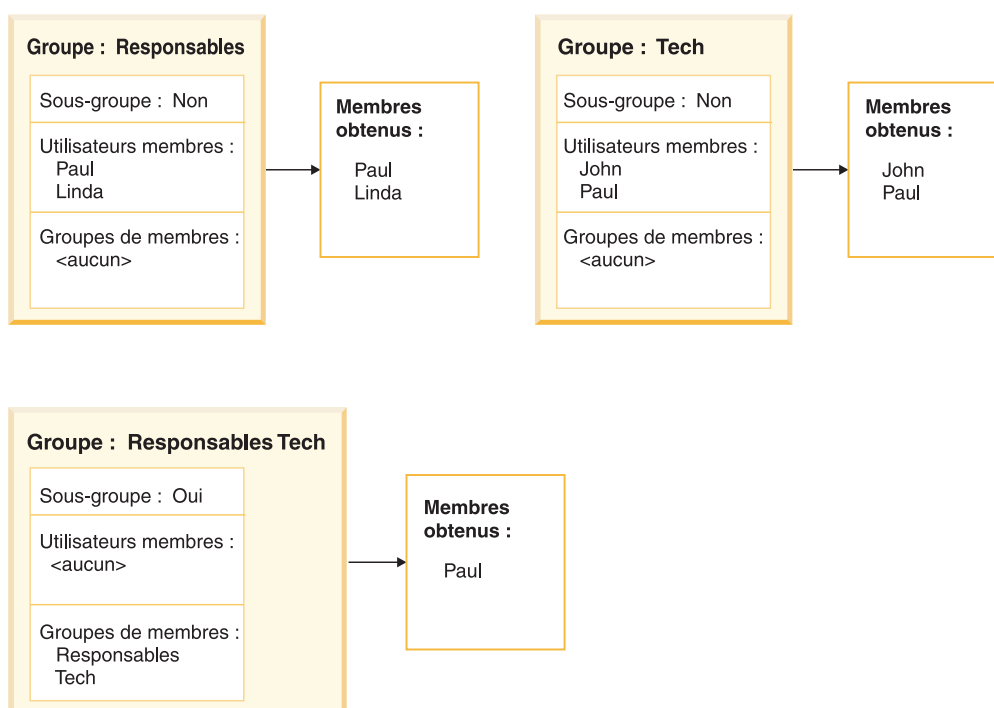 Groupe : Responsables
Sous-groupe : Non
Utilisateurs membres :
Paul
Linda
Groupes de membres :
<aucun>
Membres
obtenus :
Paul
Linda
Groupe : Tech
Sous-groupe : Non
Utilisateurs membres :
John
Paul
Groupes de membres :
<aucun>
Membres
obtenus :
John
Paul
Groupe : Responsables Tech
Sous-groupe : Oui
Utilisateurs membres :
<aucun>
Groupes de membres :
Responsables
Tech
Membres
obtenus :
Paul